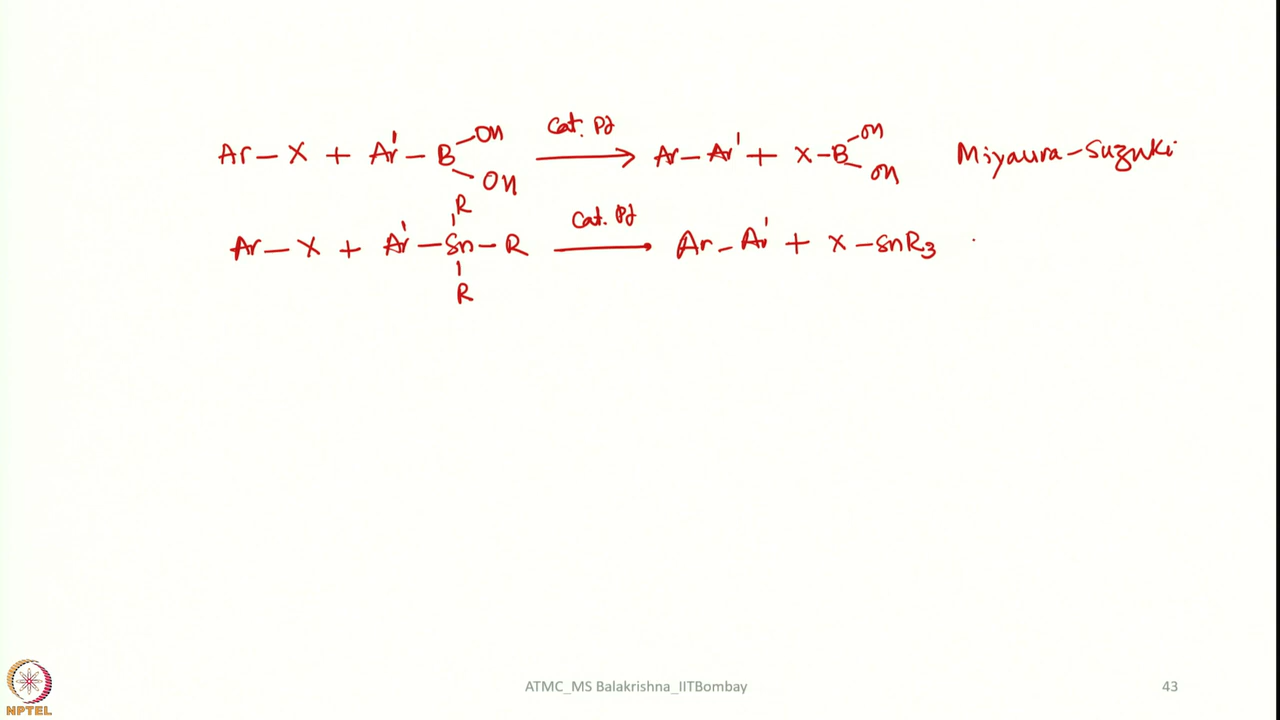 Ar — X + Ar' — B — OH — OH ⟶ Cat. Pd Ar — Ar' + X — B — OH — OH Miyaura-Suzuki
Ar — X + Ar' — Sn — R | R | R ⟶ Cat. Pd Ar — Ar' + X — SnR3
NPTEL
ATMC_MS Balakrishna_IITBombay
43